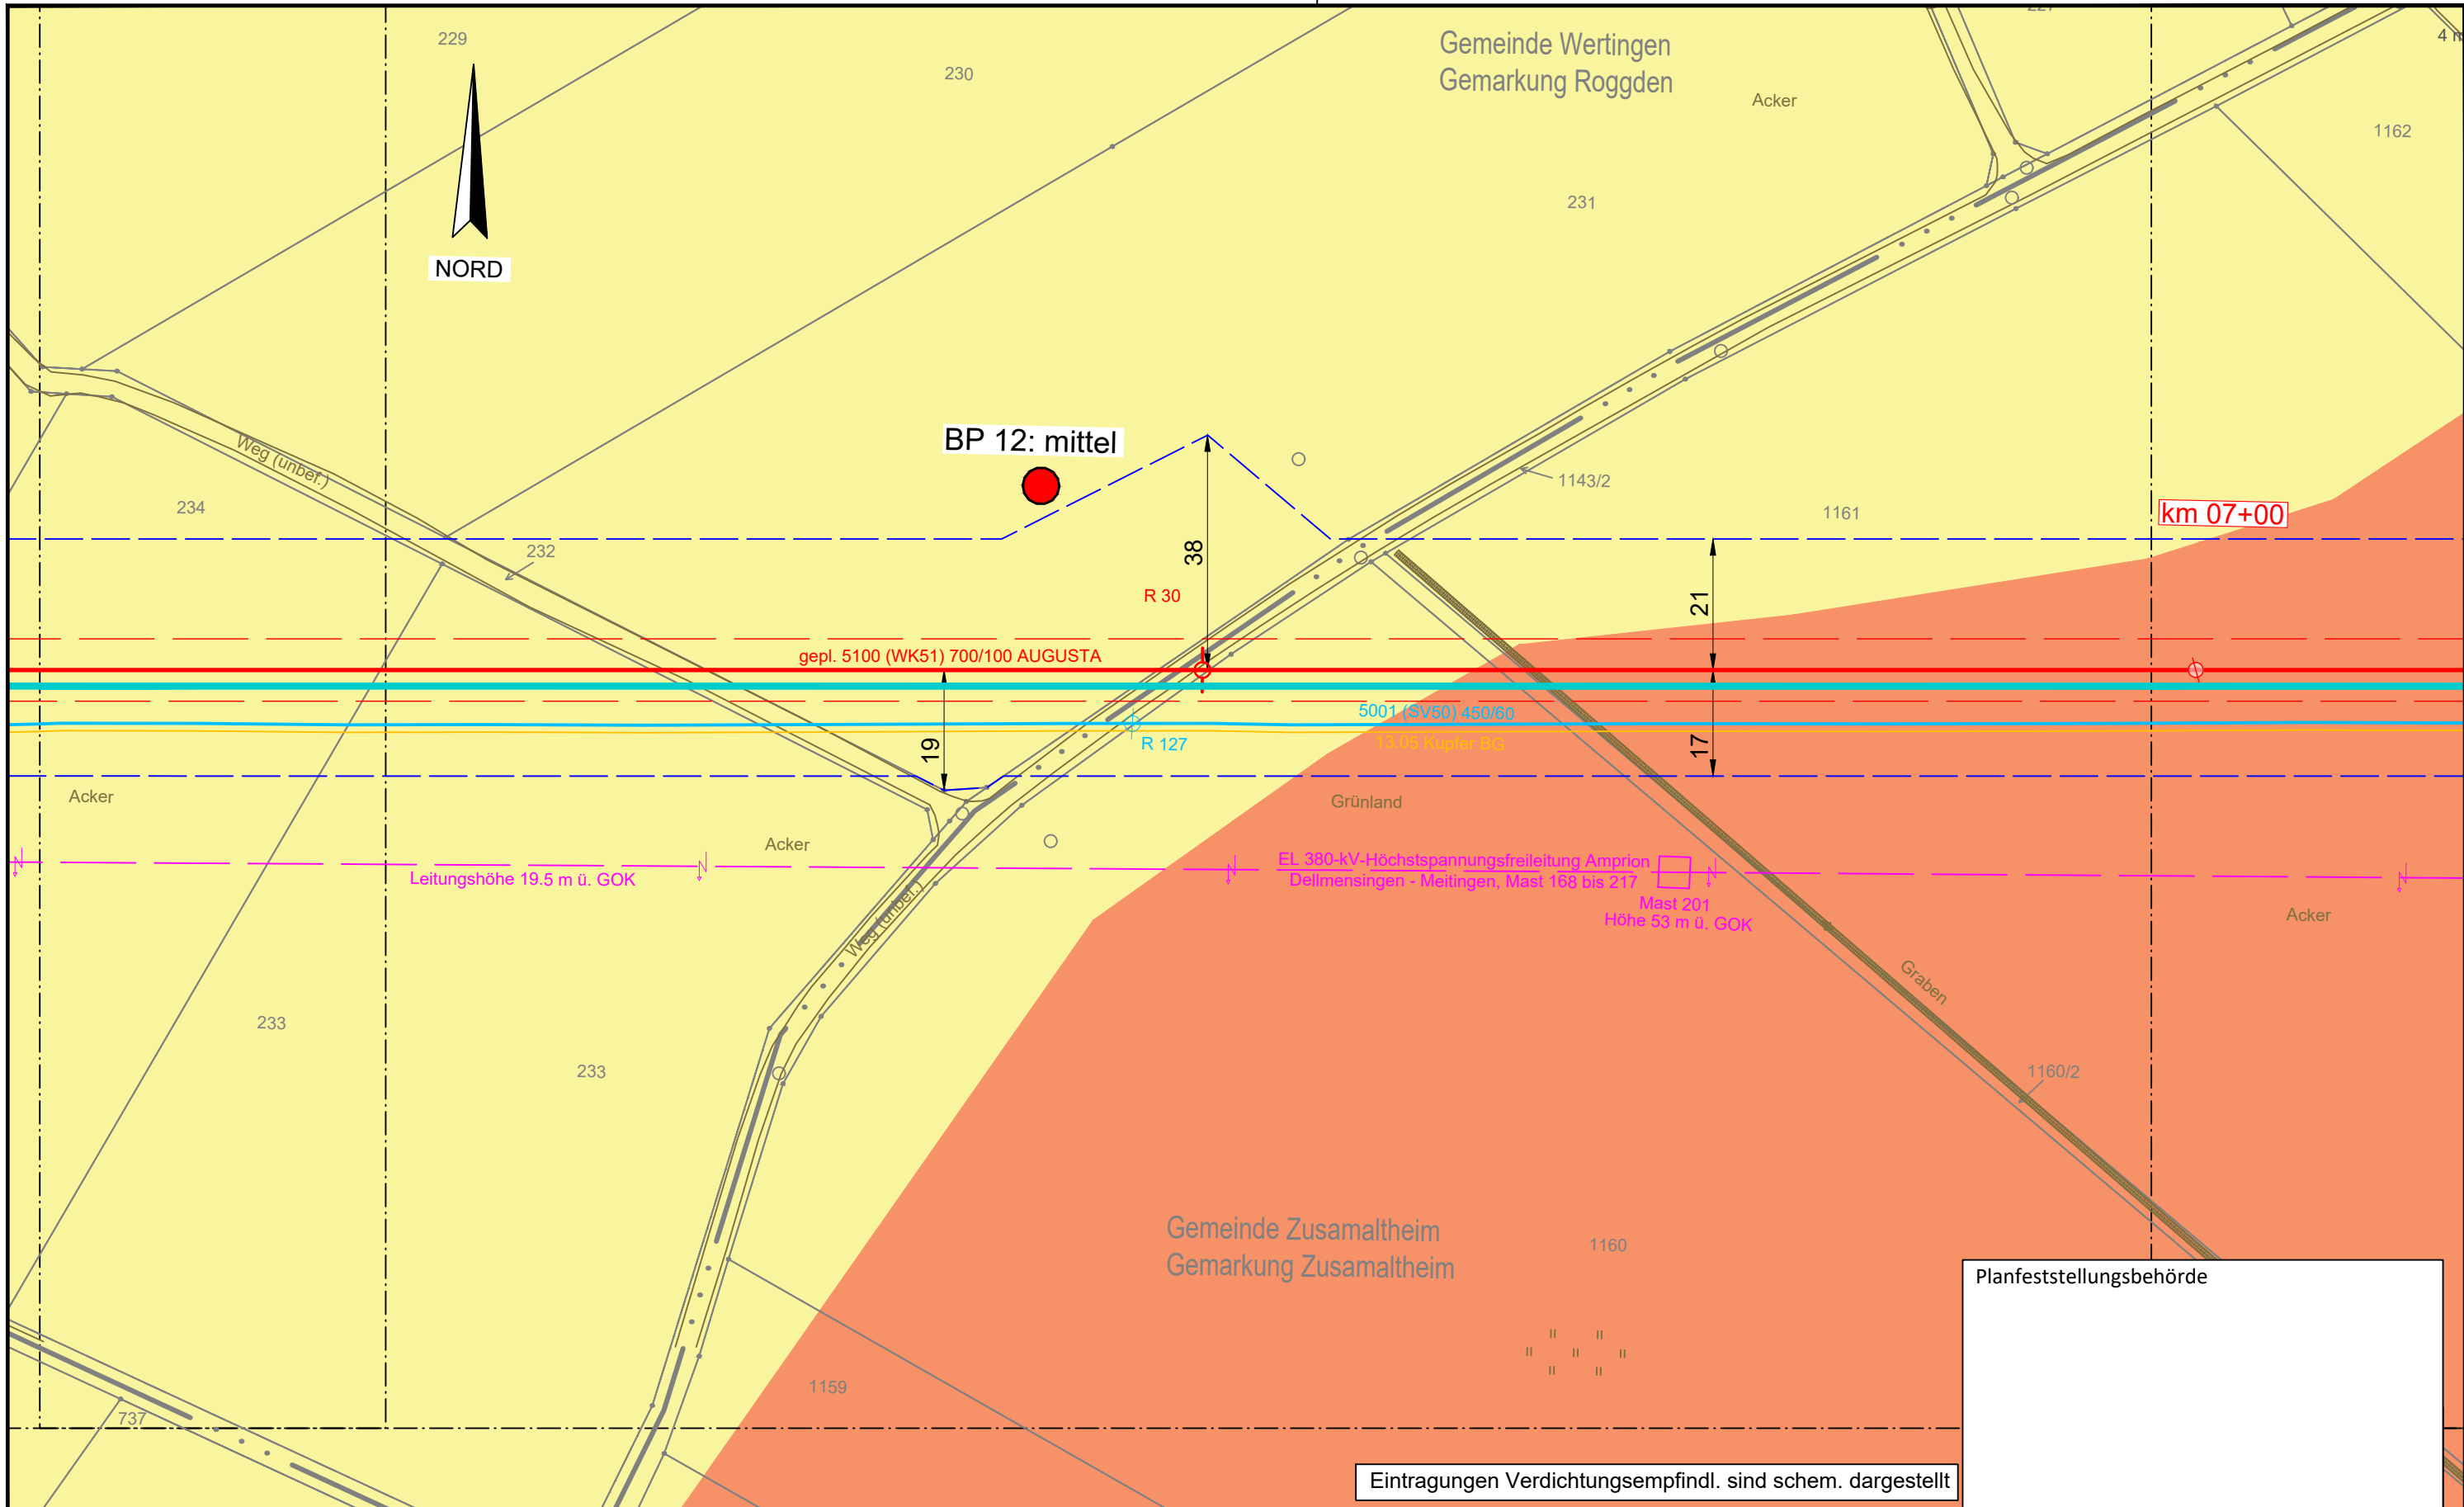 229
230
Gemeinde Wertingen
Gemarkung Roggden
Acker
227
4 m
1162
231
NORD
BP 12: mittel
Weg (unbef.)
234
232
38
1143/2
1161
km 07+00
R 30
21
gepl. 5100 (WK51) 700/100 AUGUSTA
5001 (SV50) 450/60
R 127
13.05 Kupfer BG
19
17
Acker
Acker
Grünland
Leitungshöhe 19.5 m ü. GOK
EL 380-kV-Höchstspannungsfreileitung Amprion
Dellmensingen - Meitingen, Mast 168 bis 217
Mast 201
Höhe 53 m ü. GOK
Acker
Weg (unbef.)
Graben
233
233
1160/2
Gemeinde Zusamaltheim
Gemarkung Zusamaltheim
1160
Planfeststellungsbehörde
1159
737
Eintragungen Verdichtungsempfindl. sind schem. dargestellt